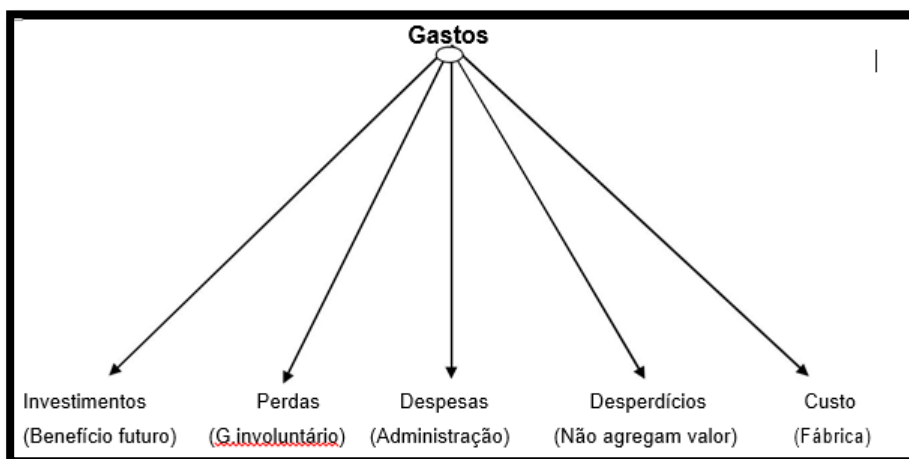 Gastos
Investimentos Perdas Despesas Desperdícios Custo
(Benefício futuro) (G.involuntário) (Administração) (Não agregam valor) (Fábrica)